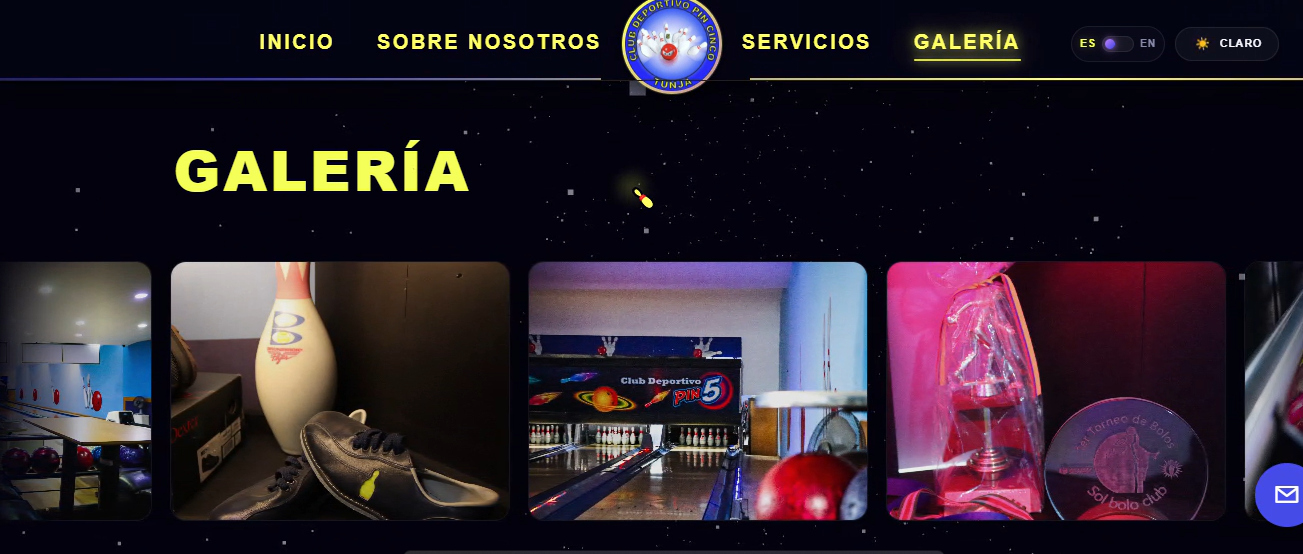 INICIO
SOBRE NOSOTROS
CLUB DEPORTIVO PIN CINCO
TUNJA
SERVICIOS
GALERÍA
ES
EN
CLARO
GALERÍA
Club Deportivo
PIN 5
er Torneo de Bolos
Sol bolo club